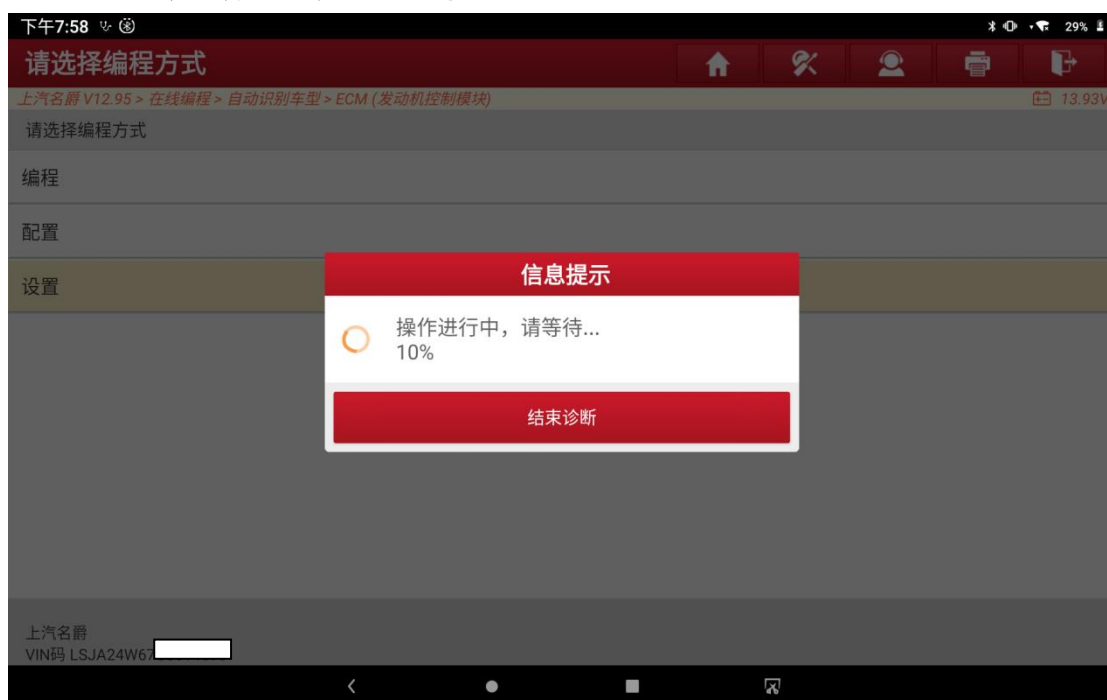 下午7:58
29%
请选择编程方式
上汽名爵 V12.95 > 在线编程 > 自动识别车型 > ECM (发动机控制模块)
13.93V
请选择编程方式
编程
配置
设置
信息提示
操作进行中，请等待...
10%
结束诊断
上汽名爵
VIN码 LSJA24W67